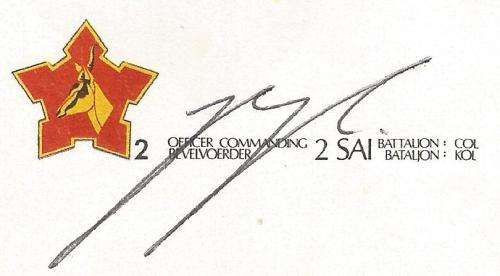 2 OFFICER COMMANDING 2 SAI BATTALION: COL
BEVELVOERDER BATALJON: KOL